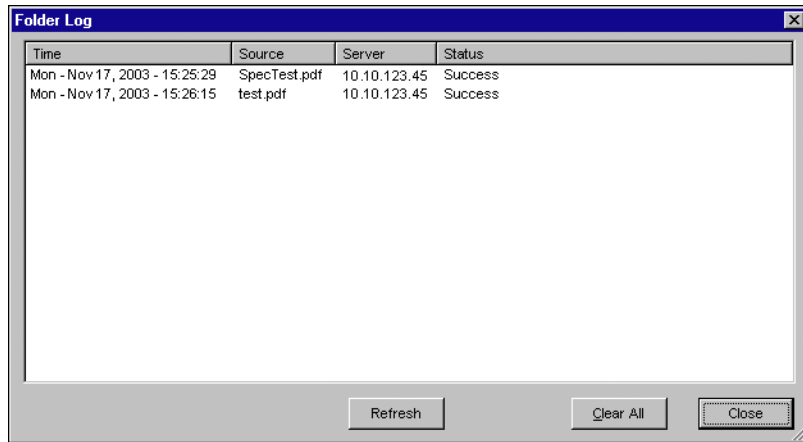 Folder Log
Time Source Server Status
Mon - Nov 17, 2003 - 15:25:29 SpecTest.pdf 10.10.123.45 Success
Mon - Nov 17, 2003 - 15:26:15 test.pdf 10.10.123.45 Success
Refresh Clear All Close